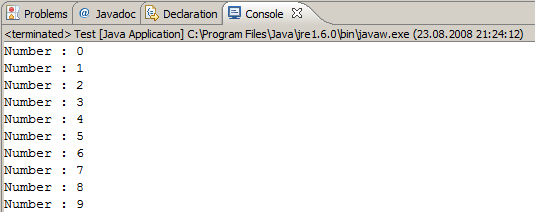 Problems @ Javadoc Declaration Console
<terminated> Test [Java Application] C:\Program Files\Java\jre1.6.0\bin\javaw.exe (23.08.2008 21:24:12)
Number : 0
Number : 1
Number : 2
Number : 3
Number : 4
Number : 5
Number : 6
Number : 7
Number : 8
Number : 9